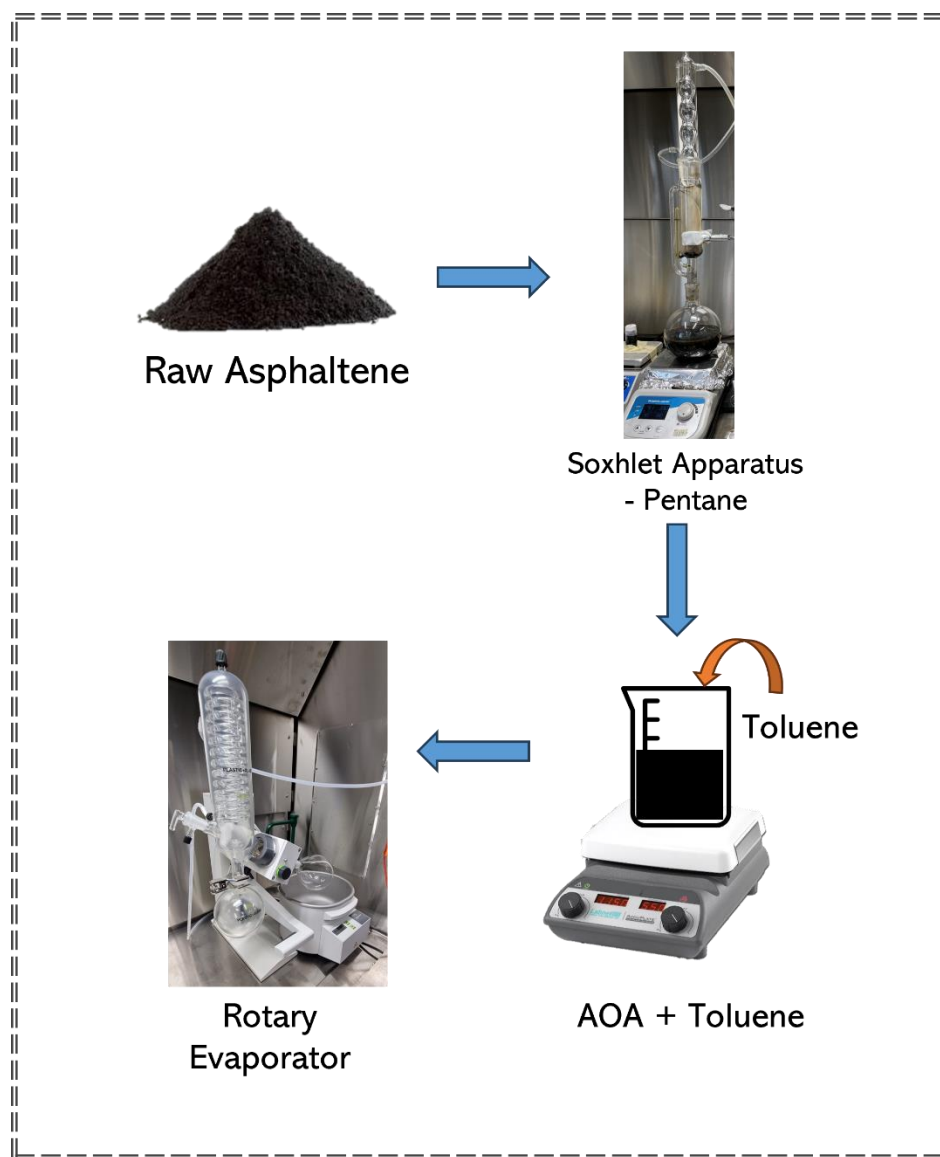 Raw Asphaltene
Soxhlet Apparatus
- Pentane
Toluene
AOA + Toluene
Rotary
Evaporator